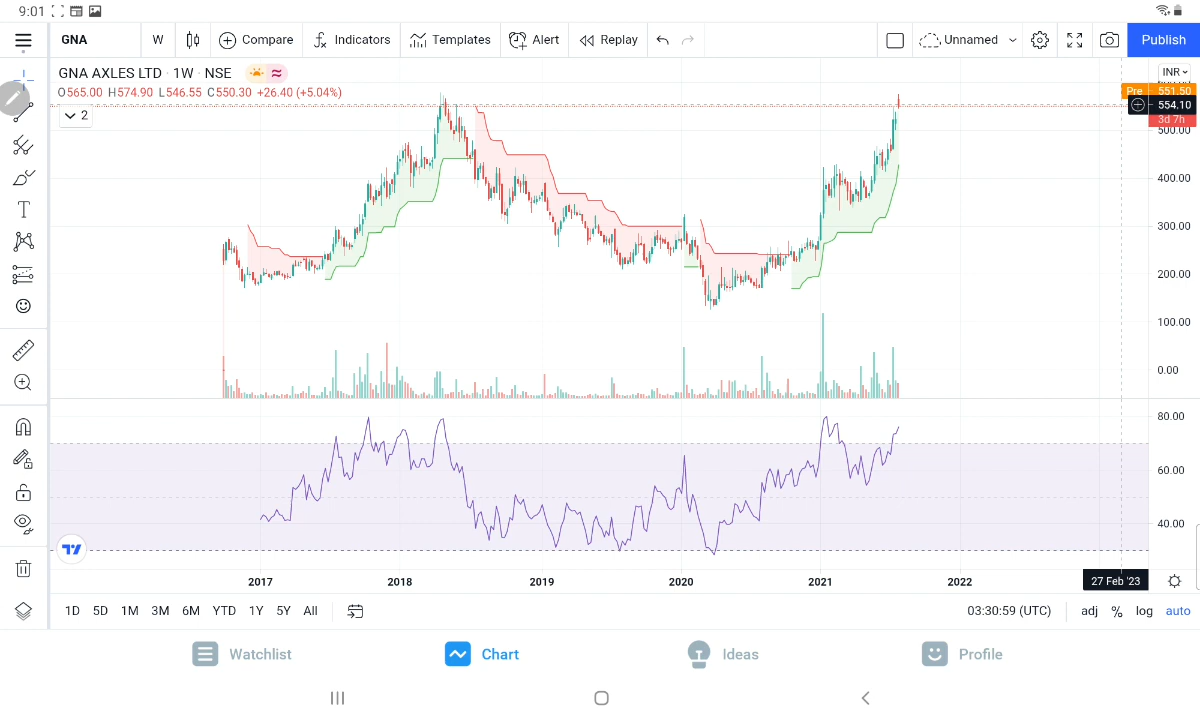 9:01
GNA W Compare Indicators Templates Alert Replay Unnamed Publish
GNA AXLES LTD · 1W · NSE
INR
O565.00 H574.90 L546.55 C550.30 +26.40 (+5.04%)
Pre 551.50
554.10
2
3d 7h
500.00
400.00
300.00
200.00
100.00
0.00
80.00
60.00
40.00
2017 2018 2019 2020 2021 2022 27 Feb '23
1D 5D 1M 3M 6M YTD 1Y 5Y All 03:30:59 (UTC) adj % log auto
Watchlist Chart Ideas Profile